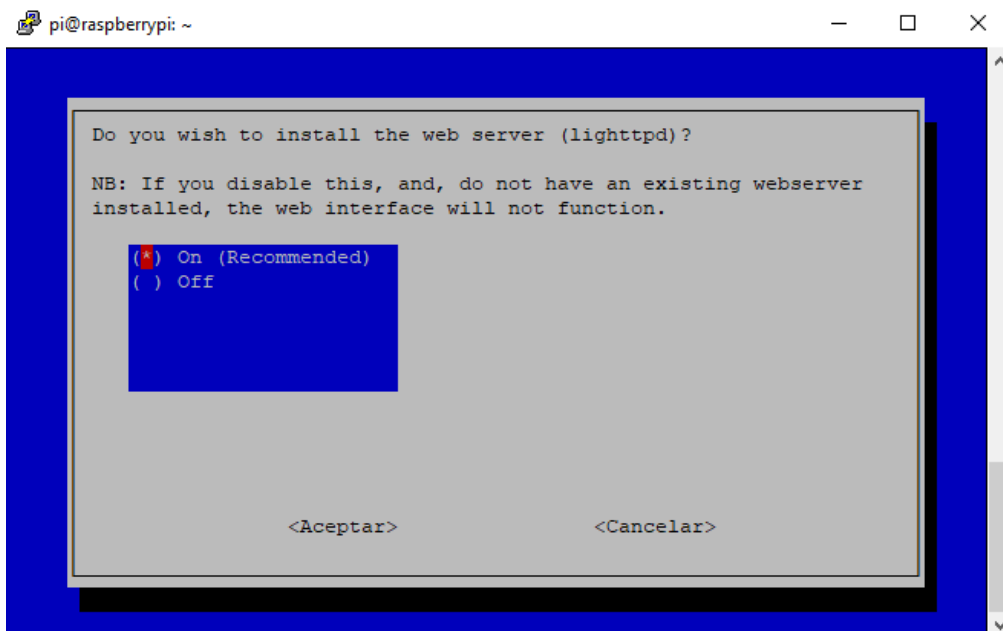 pi@raspberrypi: ~
Do you wish to install the web server (lighttpd)?
NB: If you disable this, and, do not have an existing webserver
installed, the web interface will not function.
(*) On (Recommended)
( ) Off
<Aceptar> <Cancelar>